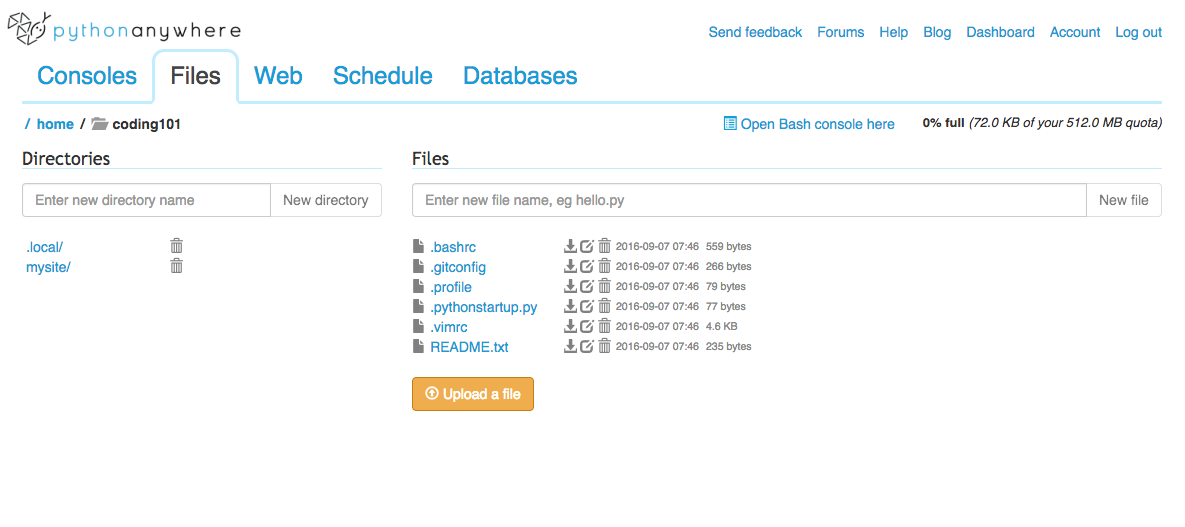 pythonanywhere
Send feedback Forums Help Blog Dashboard Account Log out
Consoles Files Web Schedule Databases
/ home / coding101
Open Bash console here 0% full (72.0 KB of your 512.0 MB quota)
Directories
Enter new directory name New directory
.local/
mysite/
Files
Enter new file name, eg hello.py New file
.bashrc 2016-09-07 07:46 559 bytes
.gitconfig 2016-09-07 07:46 266 bytes
.profile 2016-09-07 07:46 79 bytes
.pythonstartup.py 2016-09-07 07:46 77 bytes
.vimrc 2016-09-07 07:46 4.6 KB
README.txt 2016-09-07 07:46 235 bytes
Upload a file